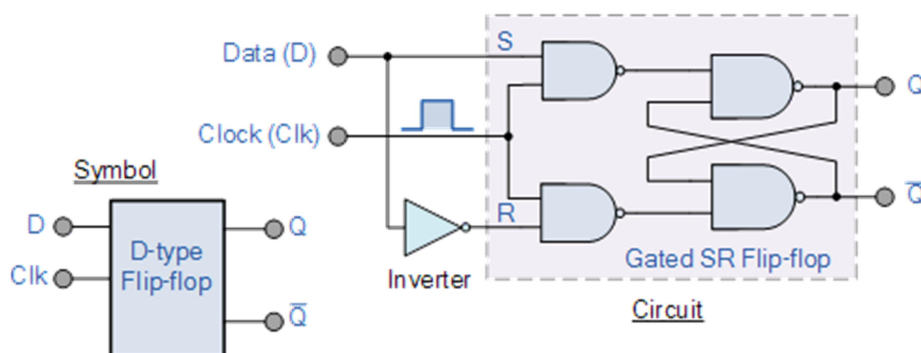 Data (D)
S
Q
Clock (Clk)
Symbol
D
Q
D-type
Flip-flop
Clk
Q̅
R
Inverter
Q̅
Gated SR Flip-flop
Circuit